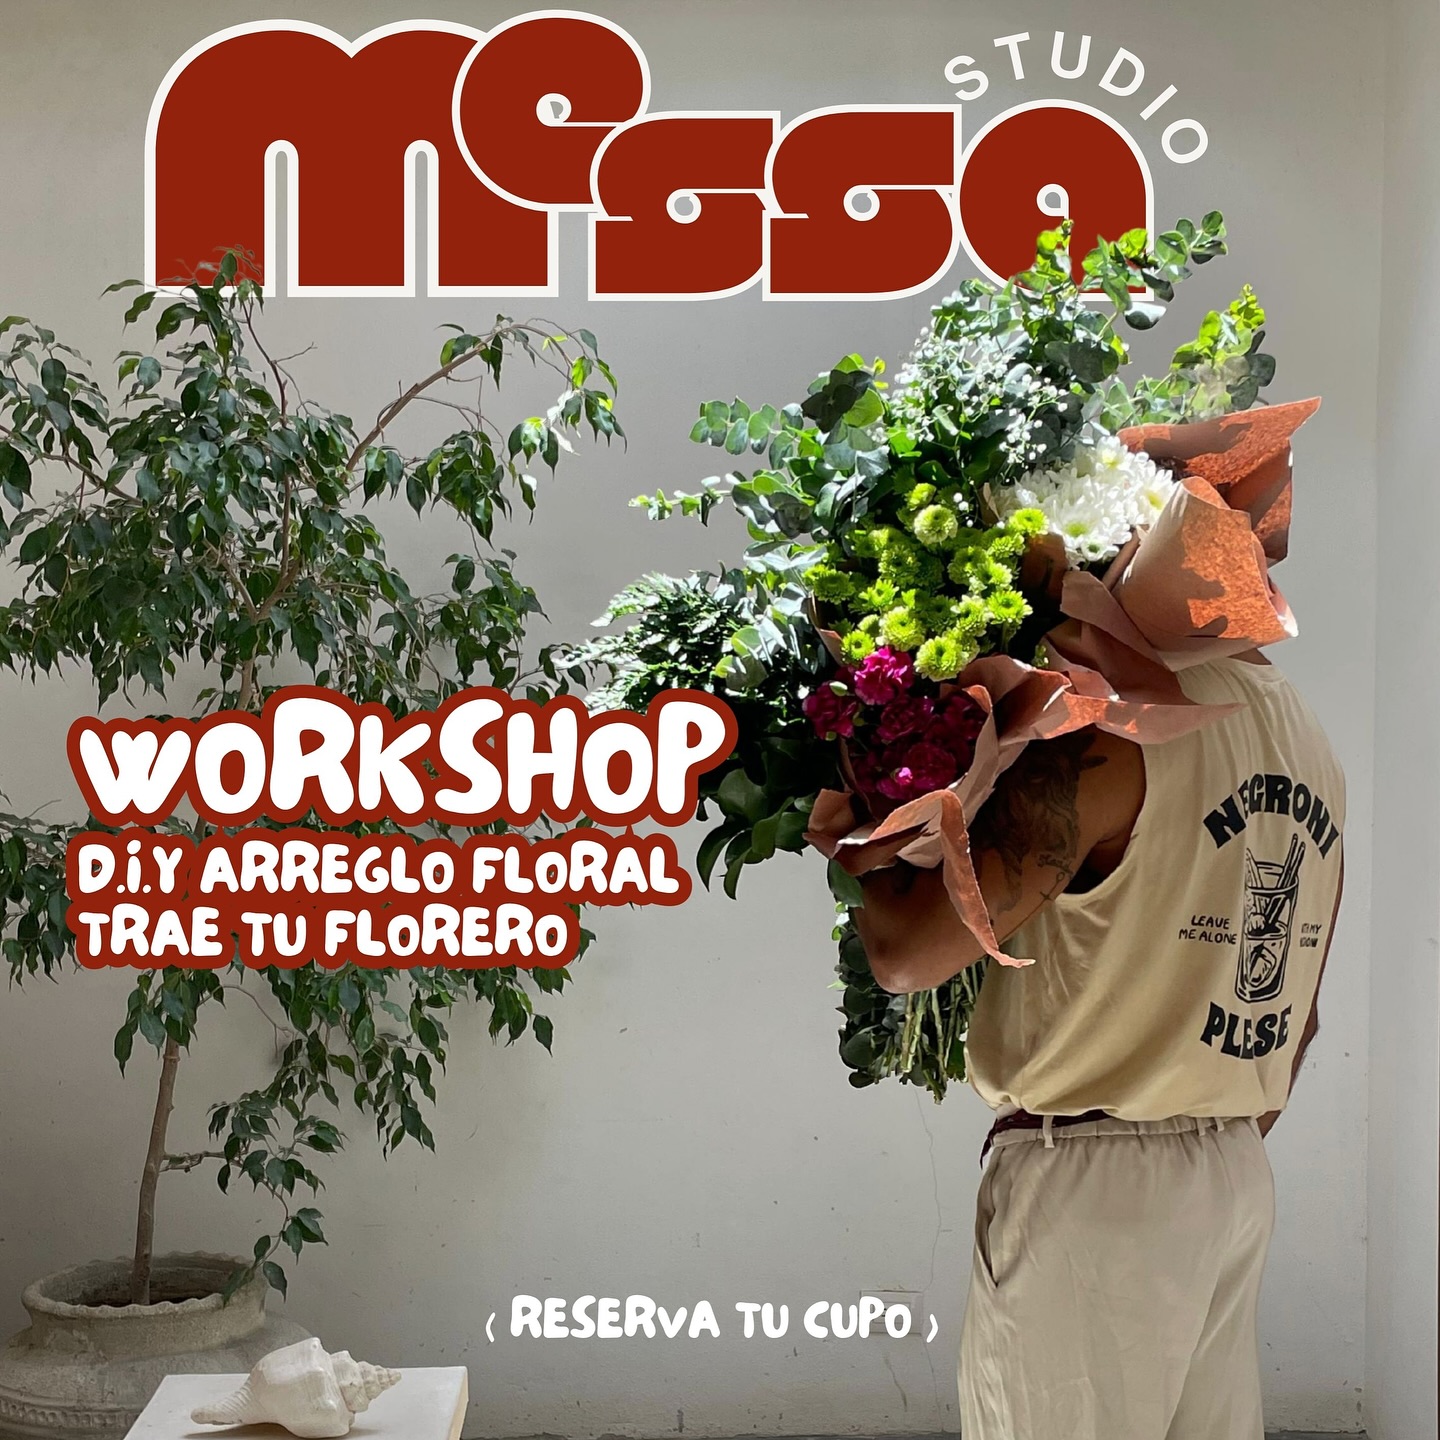 Messa
STUDIO
WORKSHOP
D.i.Y ARREGLO FLORAL
TRAE TU FLORERO
NEGRONI
LEAVE
ME ALONE
PLEASE
( RESERVA TU CUPO )